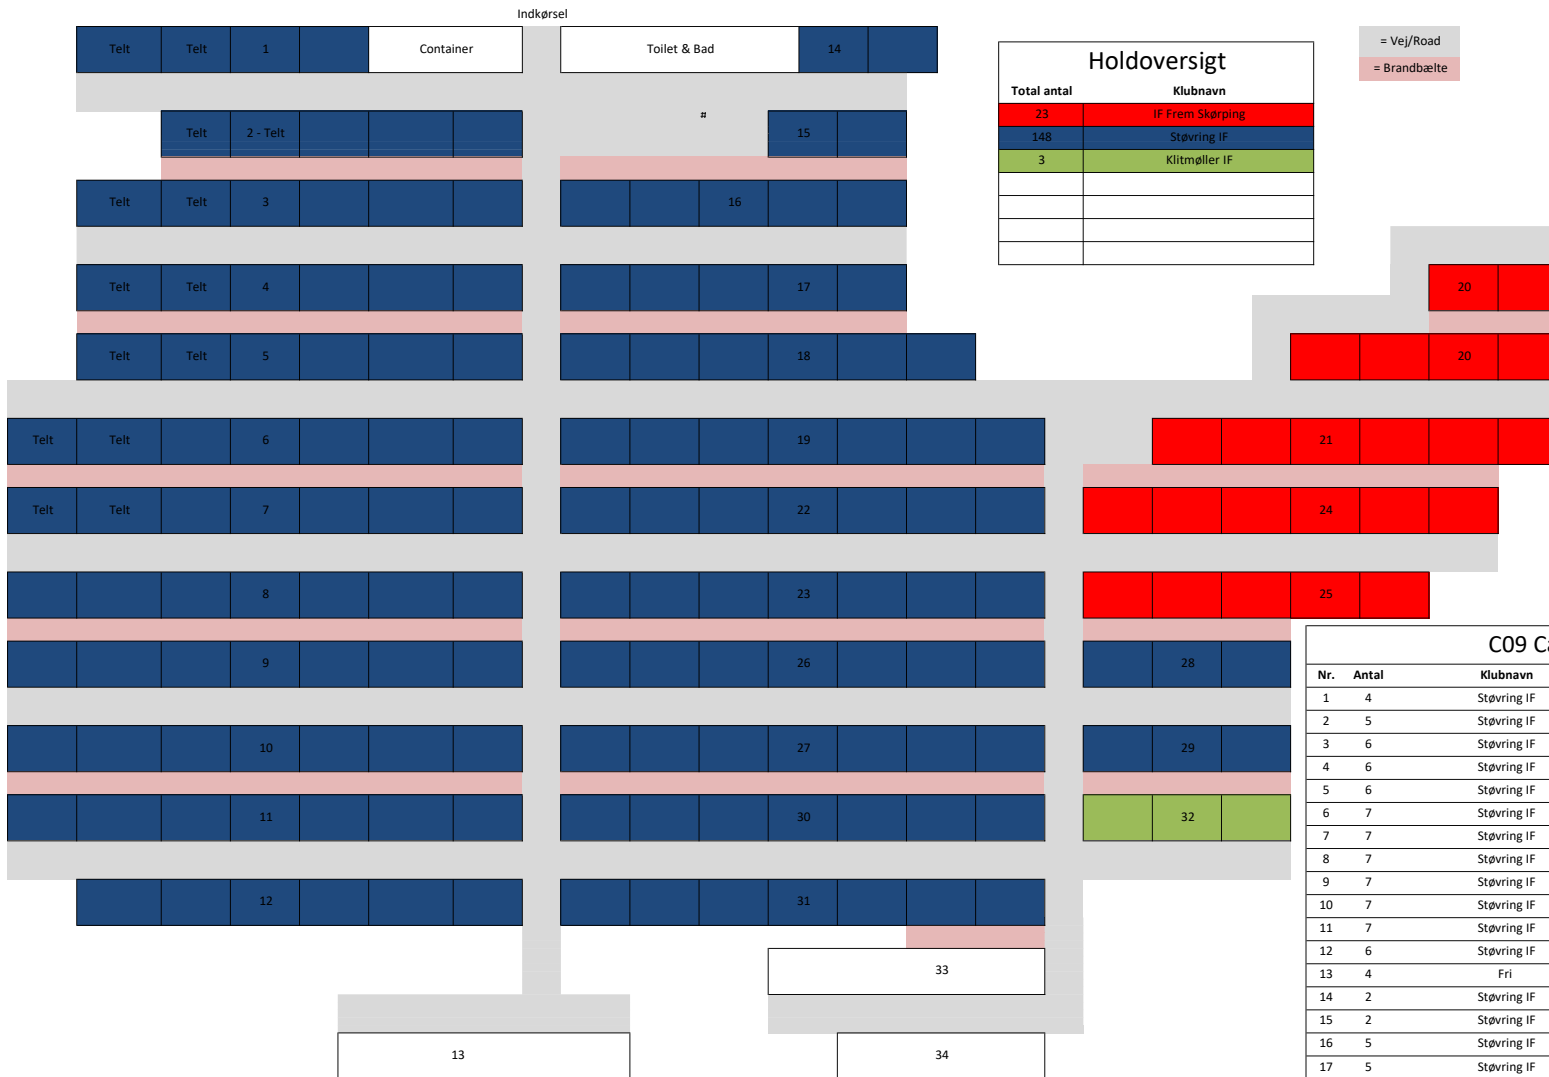 Indkørsel
Telt Telt 1 Container Toilet & Bad 14
= Vej/Road
= Brandbælte
Holdoversigt
Total antal Klubnavn
23 IF Frem Skørping
148 Støvring IF
3 Klitmøller IF
Telt 2 - Telt # 15
Telt Telt 3 16
Telt Telt 4 17 20
Telt Telt 5 18 20
Telt Telt 6 19 21
Telt Telt 7 22 24
8 23 25
9 26 28
10 27 29
11 30 32
12 31
33
13 34
C09 Ca
Nr. Antal Klubnavn
1 4 Støvring IF
2 5 Støvring IF
3 6 Støvring IF
4 6 Støvring IF
5 6 Støvring IF
6 7 Støvring IF
7 7 Støvring IF
8 7 Støvring IF
9 7 Støvring IF
10 7 Støvring IF
11 7 Støvring IF
12 6 Støvring IF
13 4 Fri
14 2 Støvring IF
15 2 Støvring IF
16 5 Støvring IF
17 5 Støvring IF